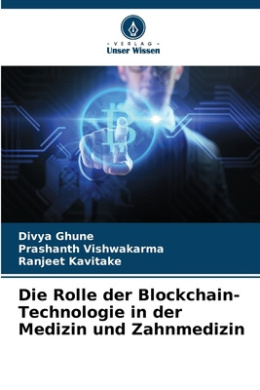 VERLAG
Unser Wissen
Divya Ghune
Prashanth Vishwakarma
Ranjeet Kavitake
Die Rolle der Blockchain-
Technologie in der
Medizin und Zahnmedizin